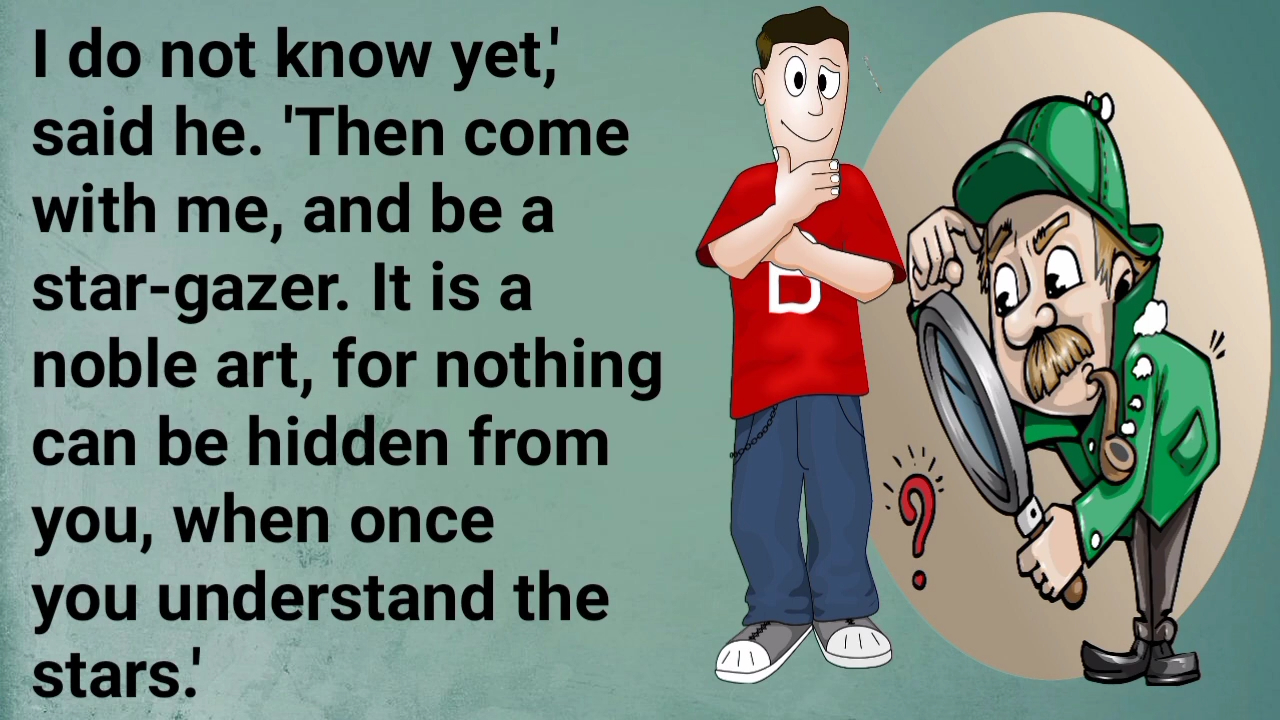 I do not know yet,'
said he. 'Then come
with me, and be a
star-gazer. It is a
noble art, for nothing
can be hidden from
you, when once
you understand the
stars.'
B
?